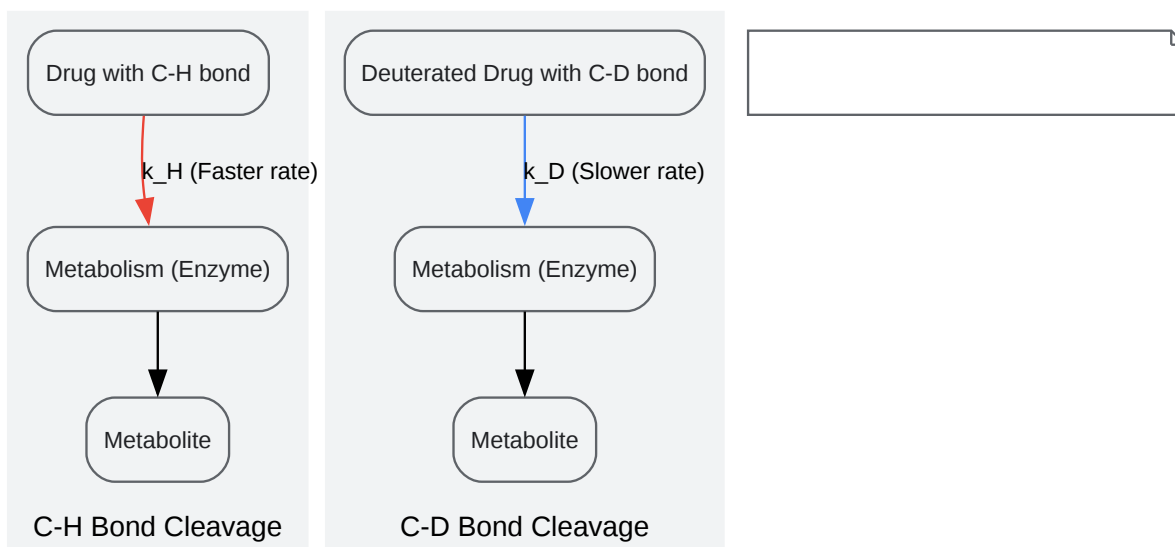 Drug with C-H bond
k_H (Faster rate)
Metabolism (Enzyme)
Metabolite
C-H Bond Cleavage
Deuterated Drug with C-D bond
k_D (Slower rate)
Metabolism (Enzyme)
Metabolite
C-D Bond Cleavage